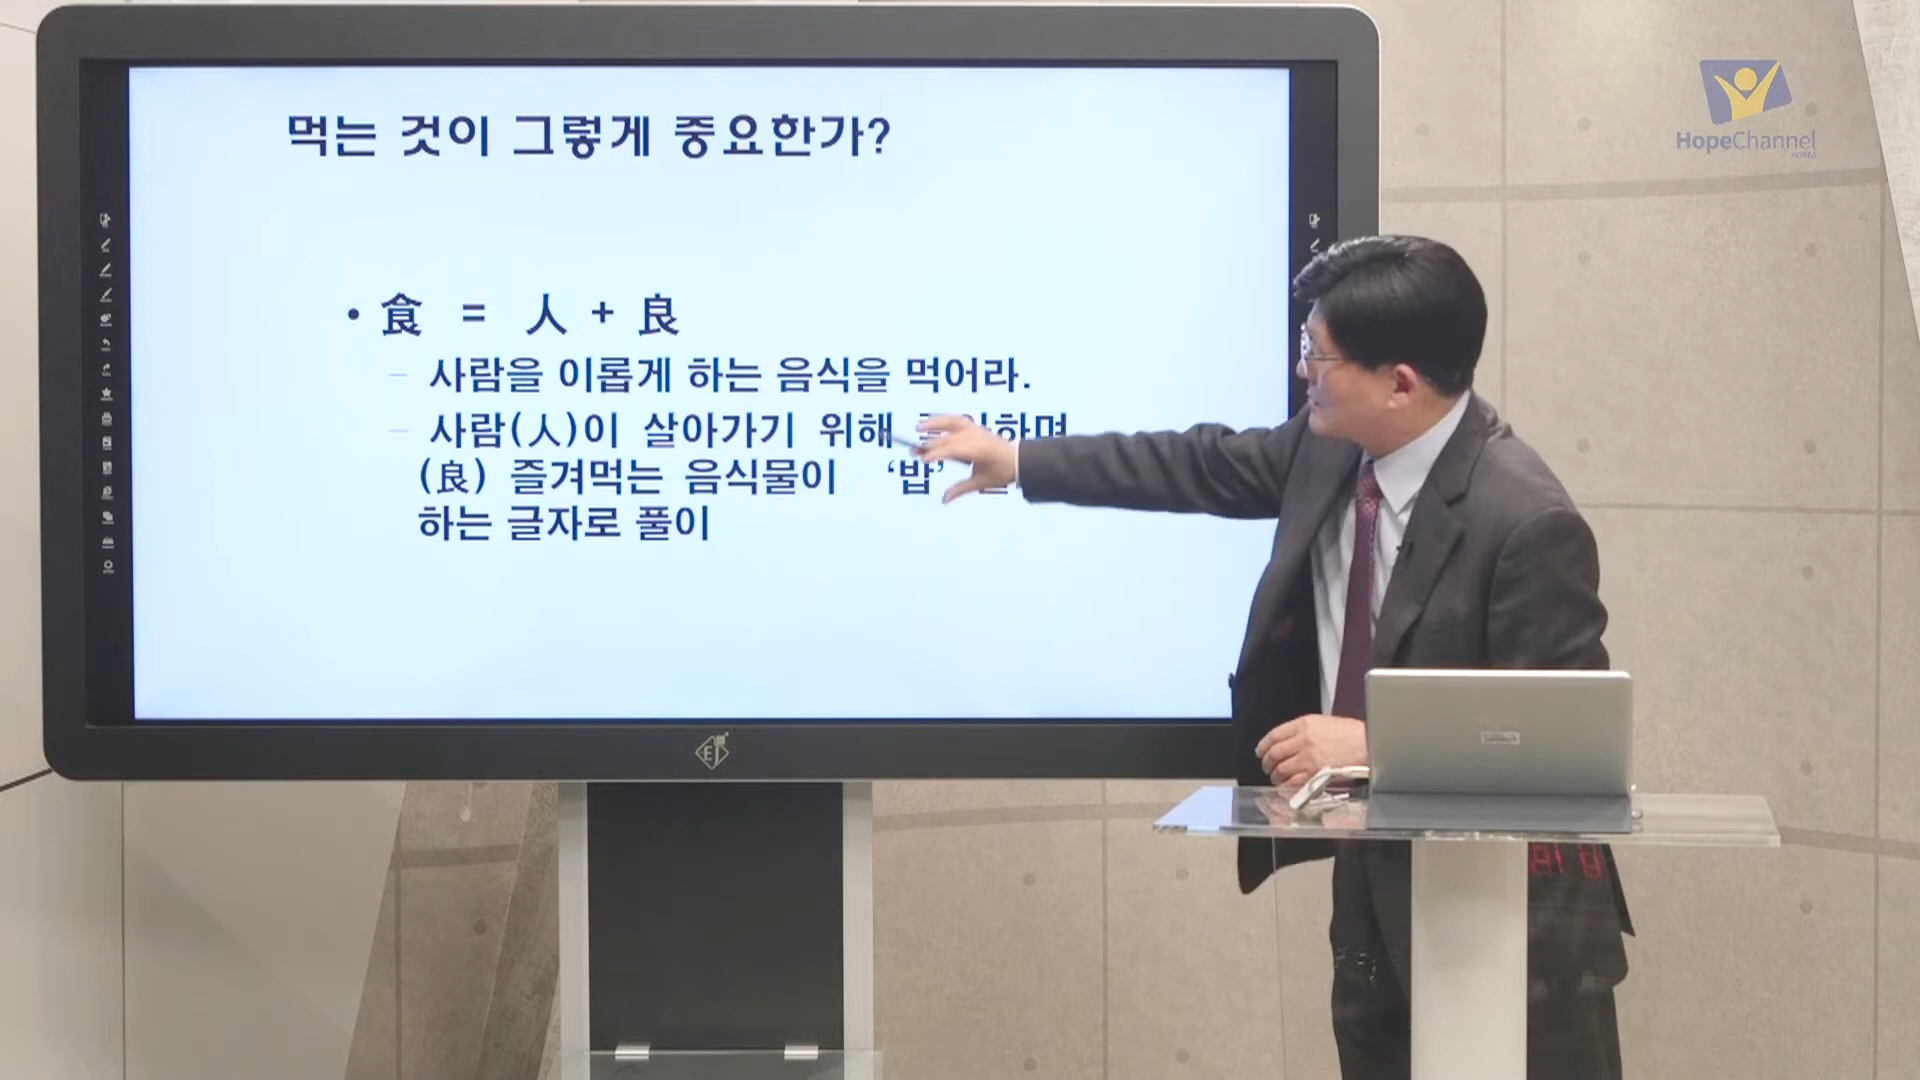 먹는 것이 그렇게 중요한가?
• 食 = 人 + 良
– 사람을 이롭게 하는 음식을 먹어라.
– 사람(人)이 살아가기 위해
(良) 즐겨먹는 음식물이 ‘밥’
하는 글자로 풀이
HopeChannel
KOREA